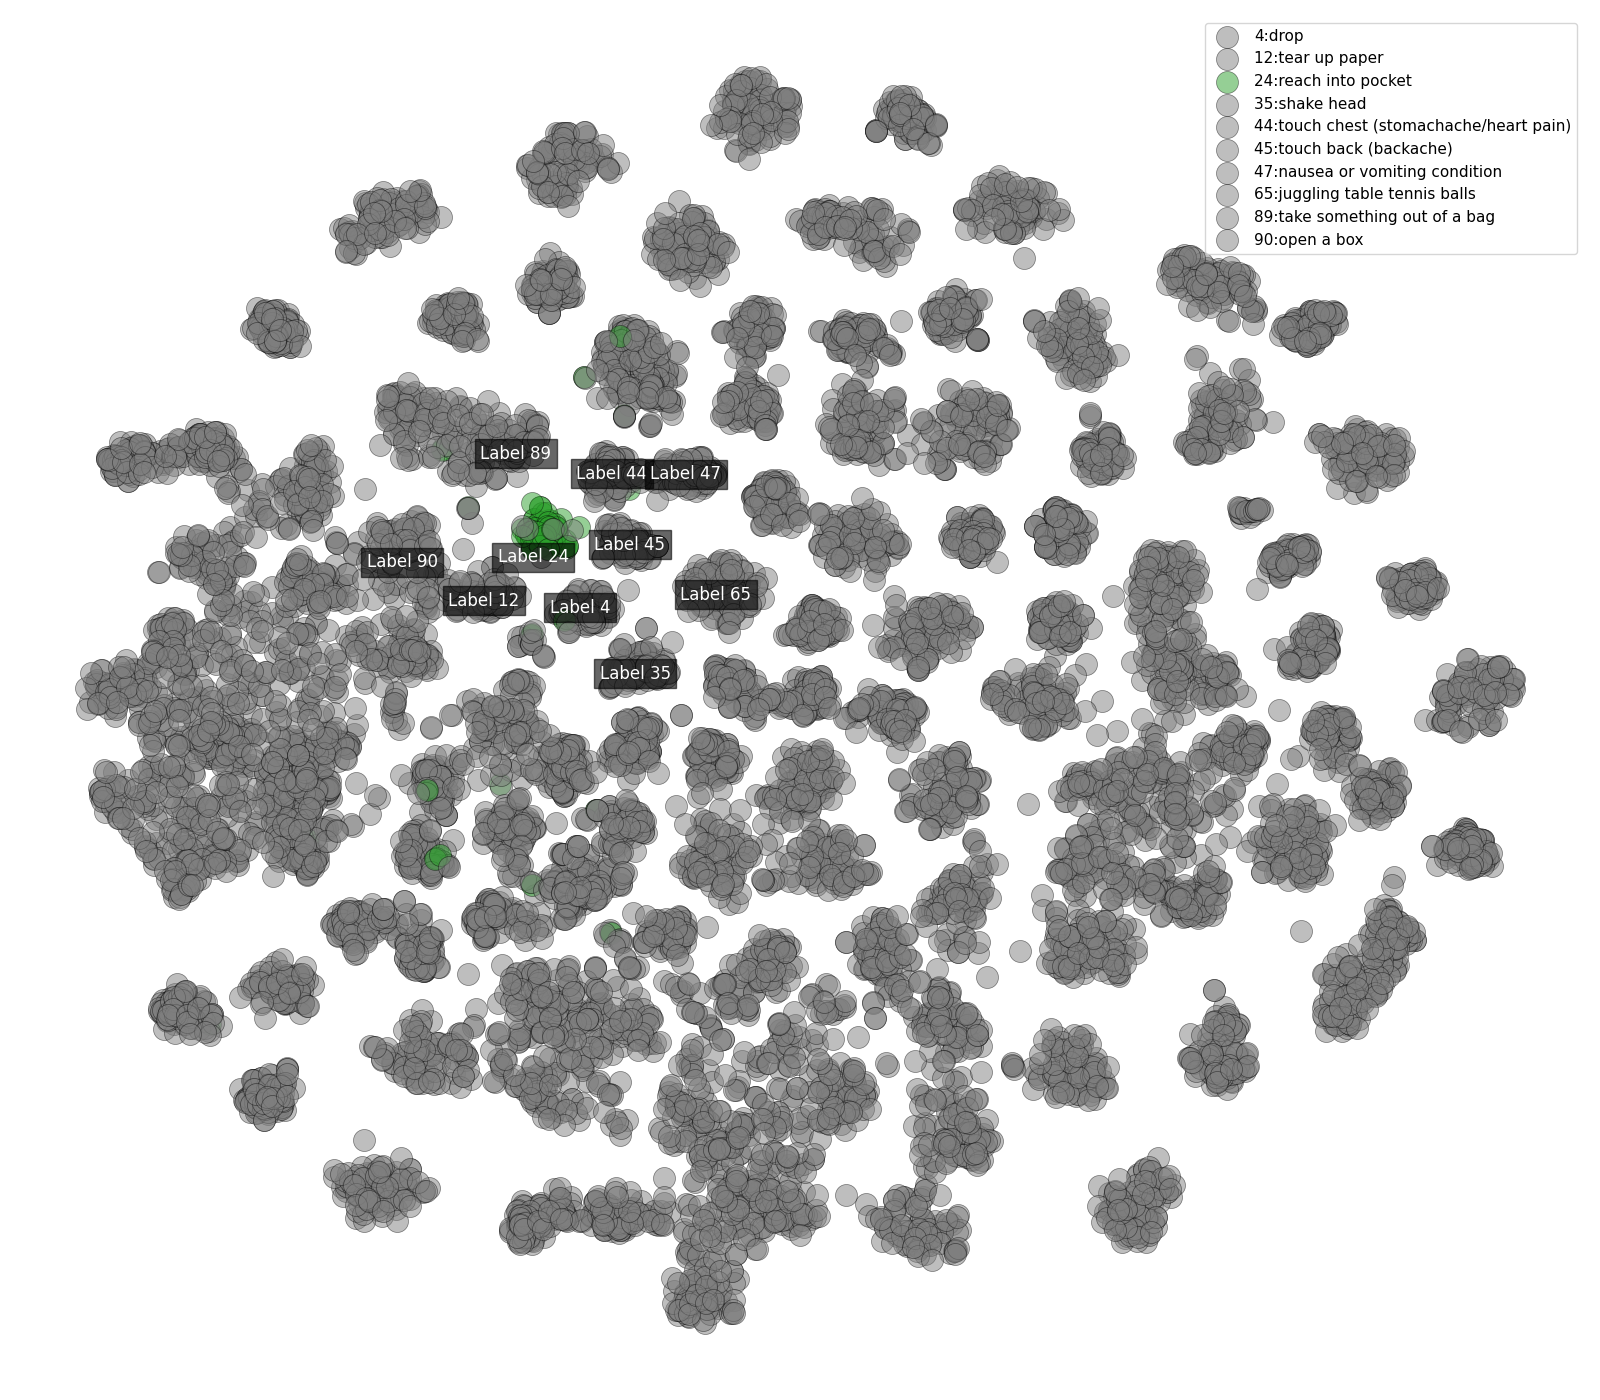 4:drop
12:tear up paper
24:reach into pocket
35:shake head
44:touch chest (stomachache/heart pain)
45:touch back (backache)
47:nausea or vomiting condition
65:juggling table tennis balls
89:take something out of a bag
90:open a box
Label 89
Label 44
Label 47
Label 45
Label 24
Label 90
Label 65
Label 12
Label 4
Label 35